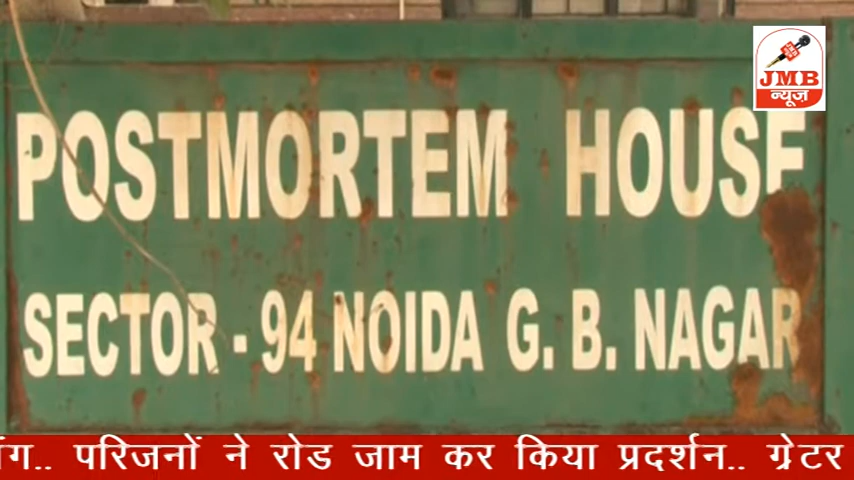 JMB
न्यूज़
POSTMORTEM HOUSE
SECTOR - 94 NOIDA G. B. NAGAR
.. परिजनों ने रोड जाम कर किया प्रदर्शन.. ग्रेटर